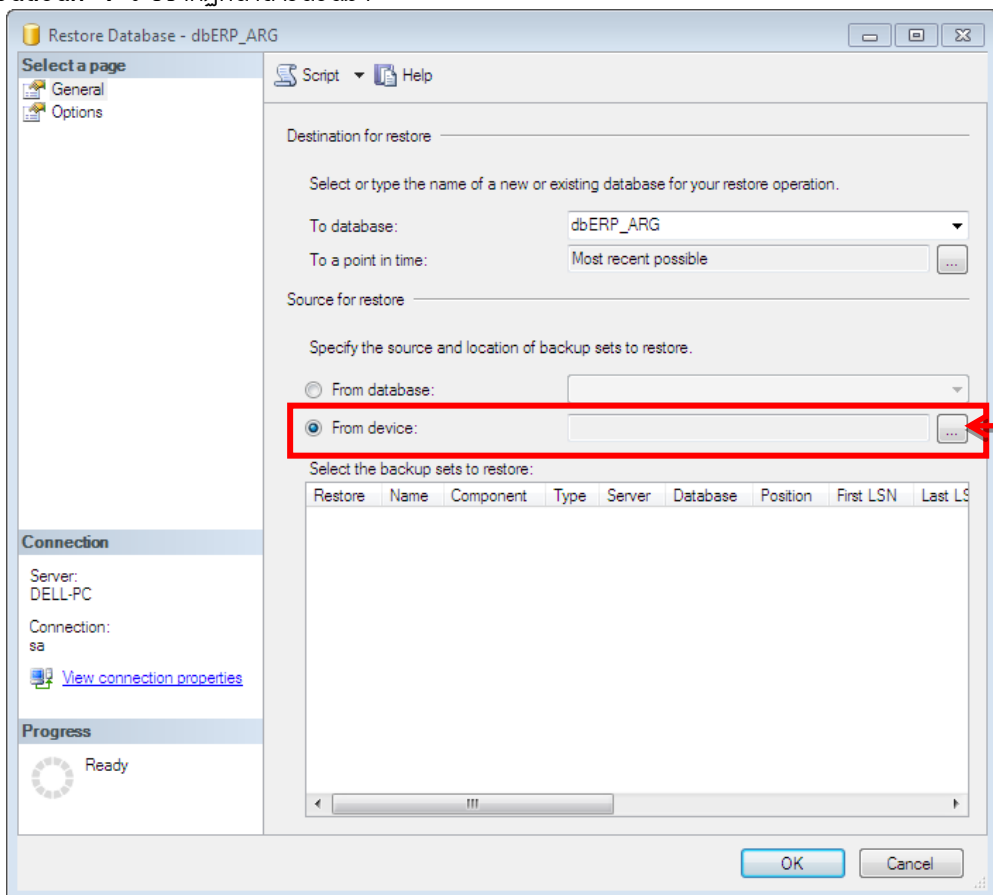 Restore Database - dbERP_ARG
Select a page
General
Options
Script
Help
Destination for restore
Select or type the name of a new or existing database for your restore operation.
To database:
dbERP_ARG
To a point in time:
Most recent possible
...
Source for restore
Specify the source and location of backup sets to restore.
From database:
From device:
...
Select the backup sets to restore:
Restore Name Component Type Server Database Position First LSN Last LS
Connection
Server:
DELL-PC
Connection:
sa
View connection properties
Progress
Ready
OK
Cancel